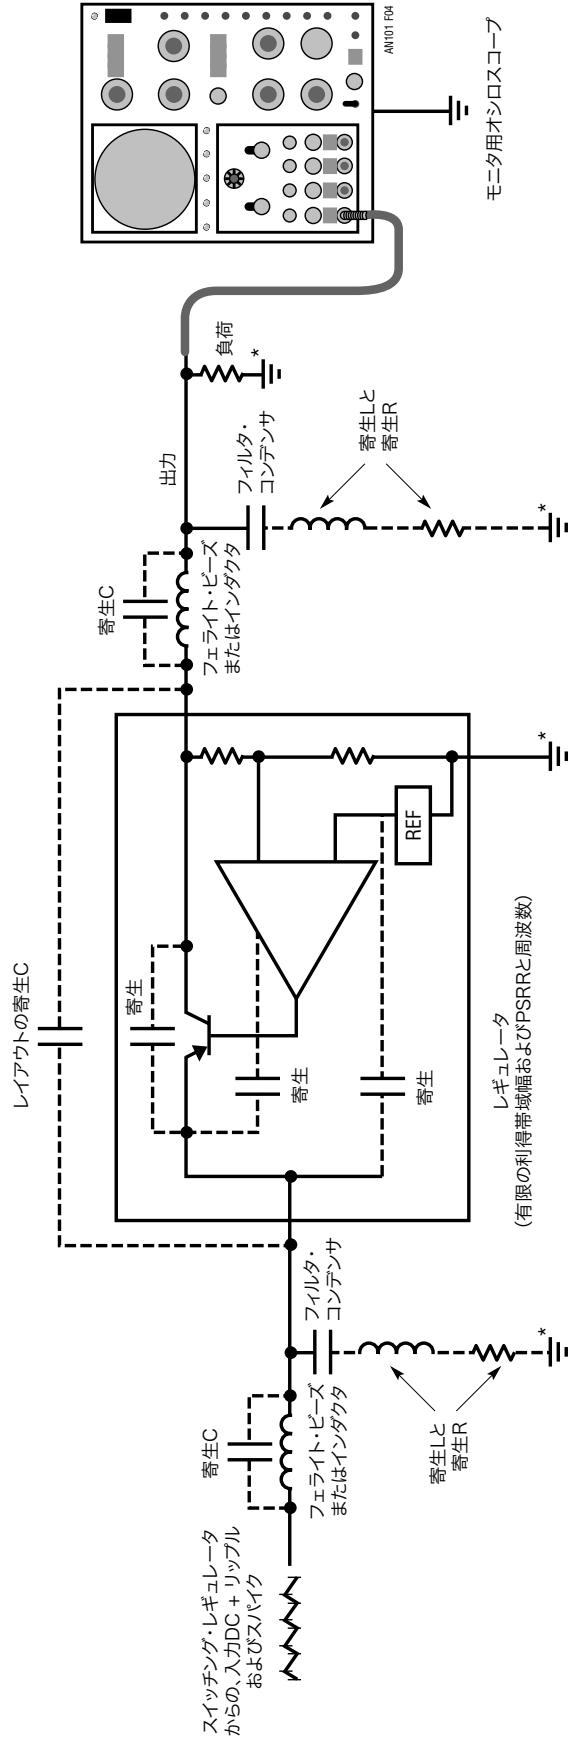 スイッチング・レギュレータ
からの、入力DC + リップル
およびスパイク
寄生C
フェライト・ビーズ
またはインダクタ
フィルタ・
コンデンサ
寄生Lと
寄生R
*
レイアウトの寄生C
寄生
寄生
寄生
REF
レギュレータ
(有限の利得帯域幅およびPSRRと周波数)
*
寄生C
フェライト・ビーズ
またはインダクタ
出力
フィルタ・
コンデンサ
寄生Lと
寄生R
*
負荷
*
モニタ用オシロスコープ
AN101 F04